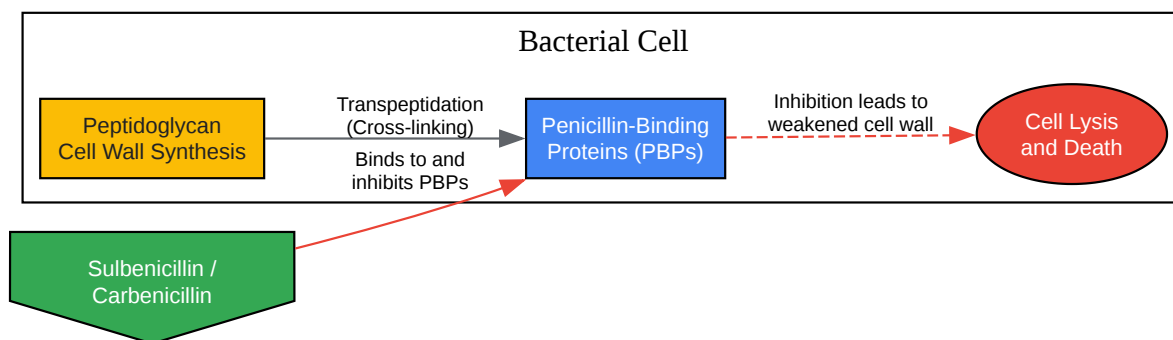 Bacterial Cell
Peptidoglycan
Cell Wall Synthesis
Transpeptidation
(Cross-linking)
Binds to and
inhibits PBPs
Penicillin-Binding
Proteins (PBPs)
Inhibition leads to
weakened cell wall
Cell Lysis
and Death
Sulbenicillin /
Carbenicillin